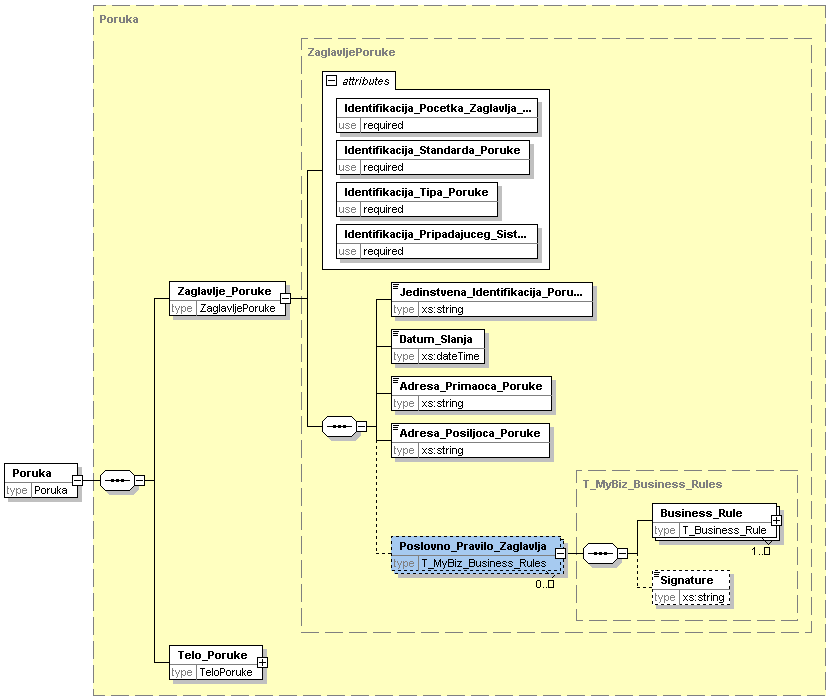 Poruka
ZaglavljePoruke
attributes
Identifikacija_Pocetka_Zaglavlja_...
use required
Identifikacija_Standarda_Poruke
use required
Identifikacija_Tipa_Poruke
use required
Identifikacija_Pripadajuceg_Sist...
use required
Zaglavlje_Poruke
type ZaglavljePoruke
Jedinstvena_Identifikacija_Poru...
type xs:string
Datum_Slanja
type xs:dateTime
Adresa_Primaoca_Poruke
type xs:string
Adresa_Posiljoca_Poruke
type xs:string
Poruka
type Poruka
T_MyBiz_Business_Rules
Business_Rule
type T_Business_Rule
1..
Poslovno_Pravilo_Zaglavlja
type T_MyBiz_Business_Rules
0..
Signature
type xs:string
Telo_Poruke
type TeloPoruke